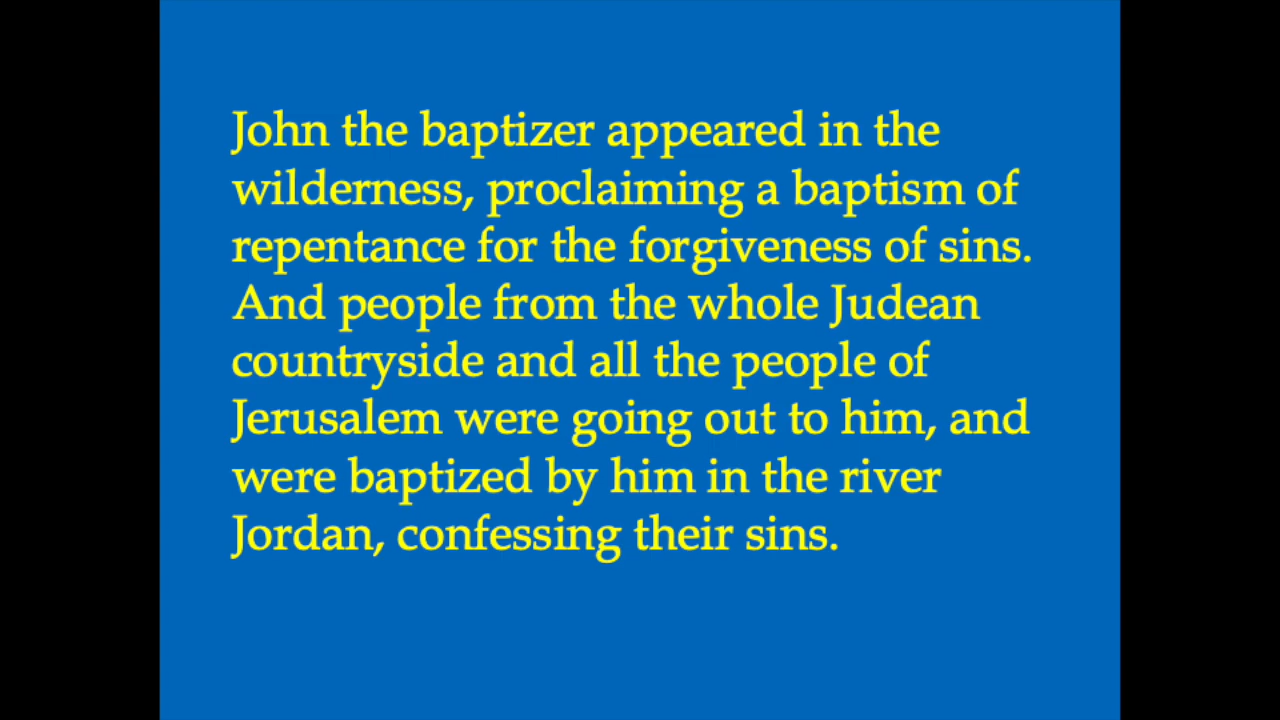 John the baptizer appeared in the
wilderness, proclaiming a baptism of
repentance for the forgiveness of sins.
And people from the whole Judean
countryside and all the people of
Jerusalem were going out to him, and
were baptized by him in the river
Jordan, confessing their sins.